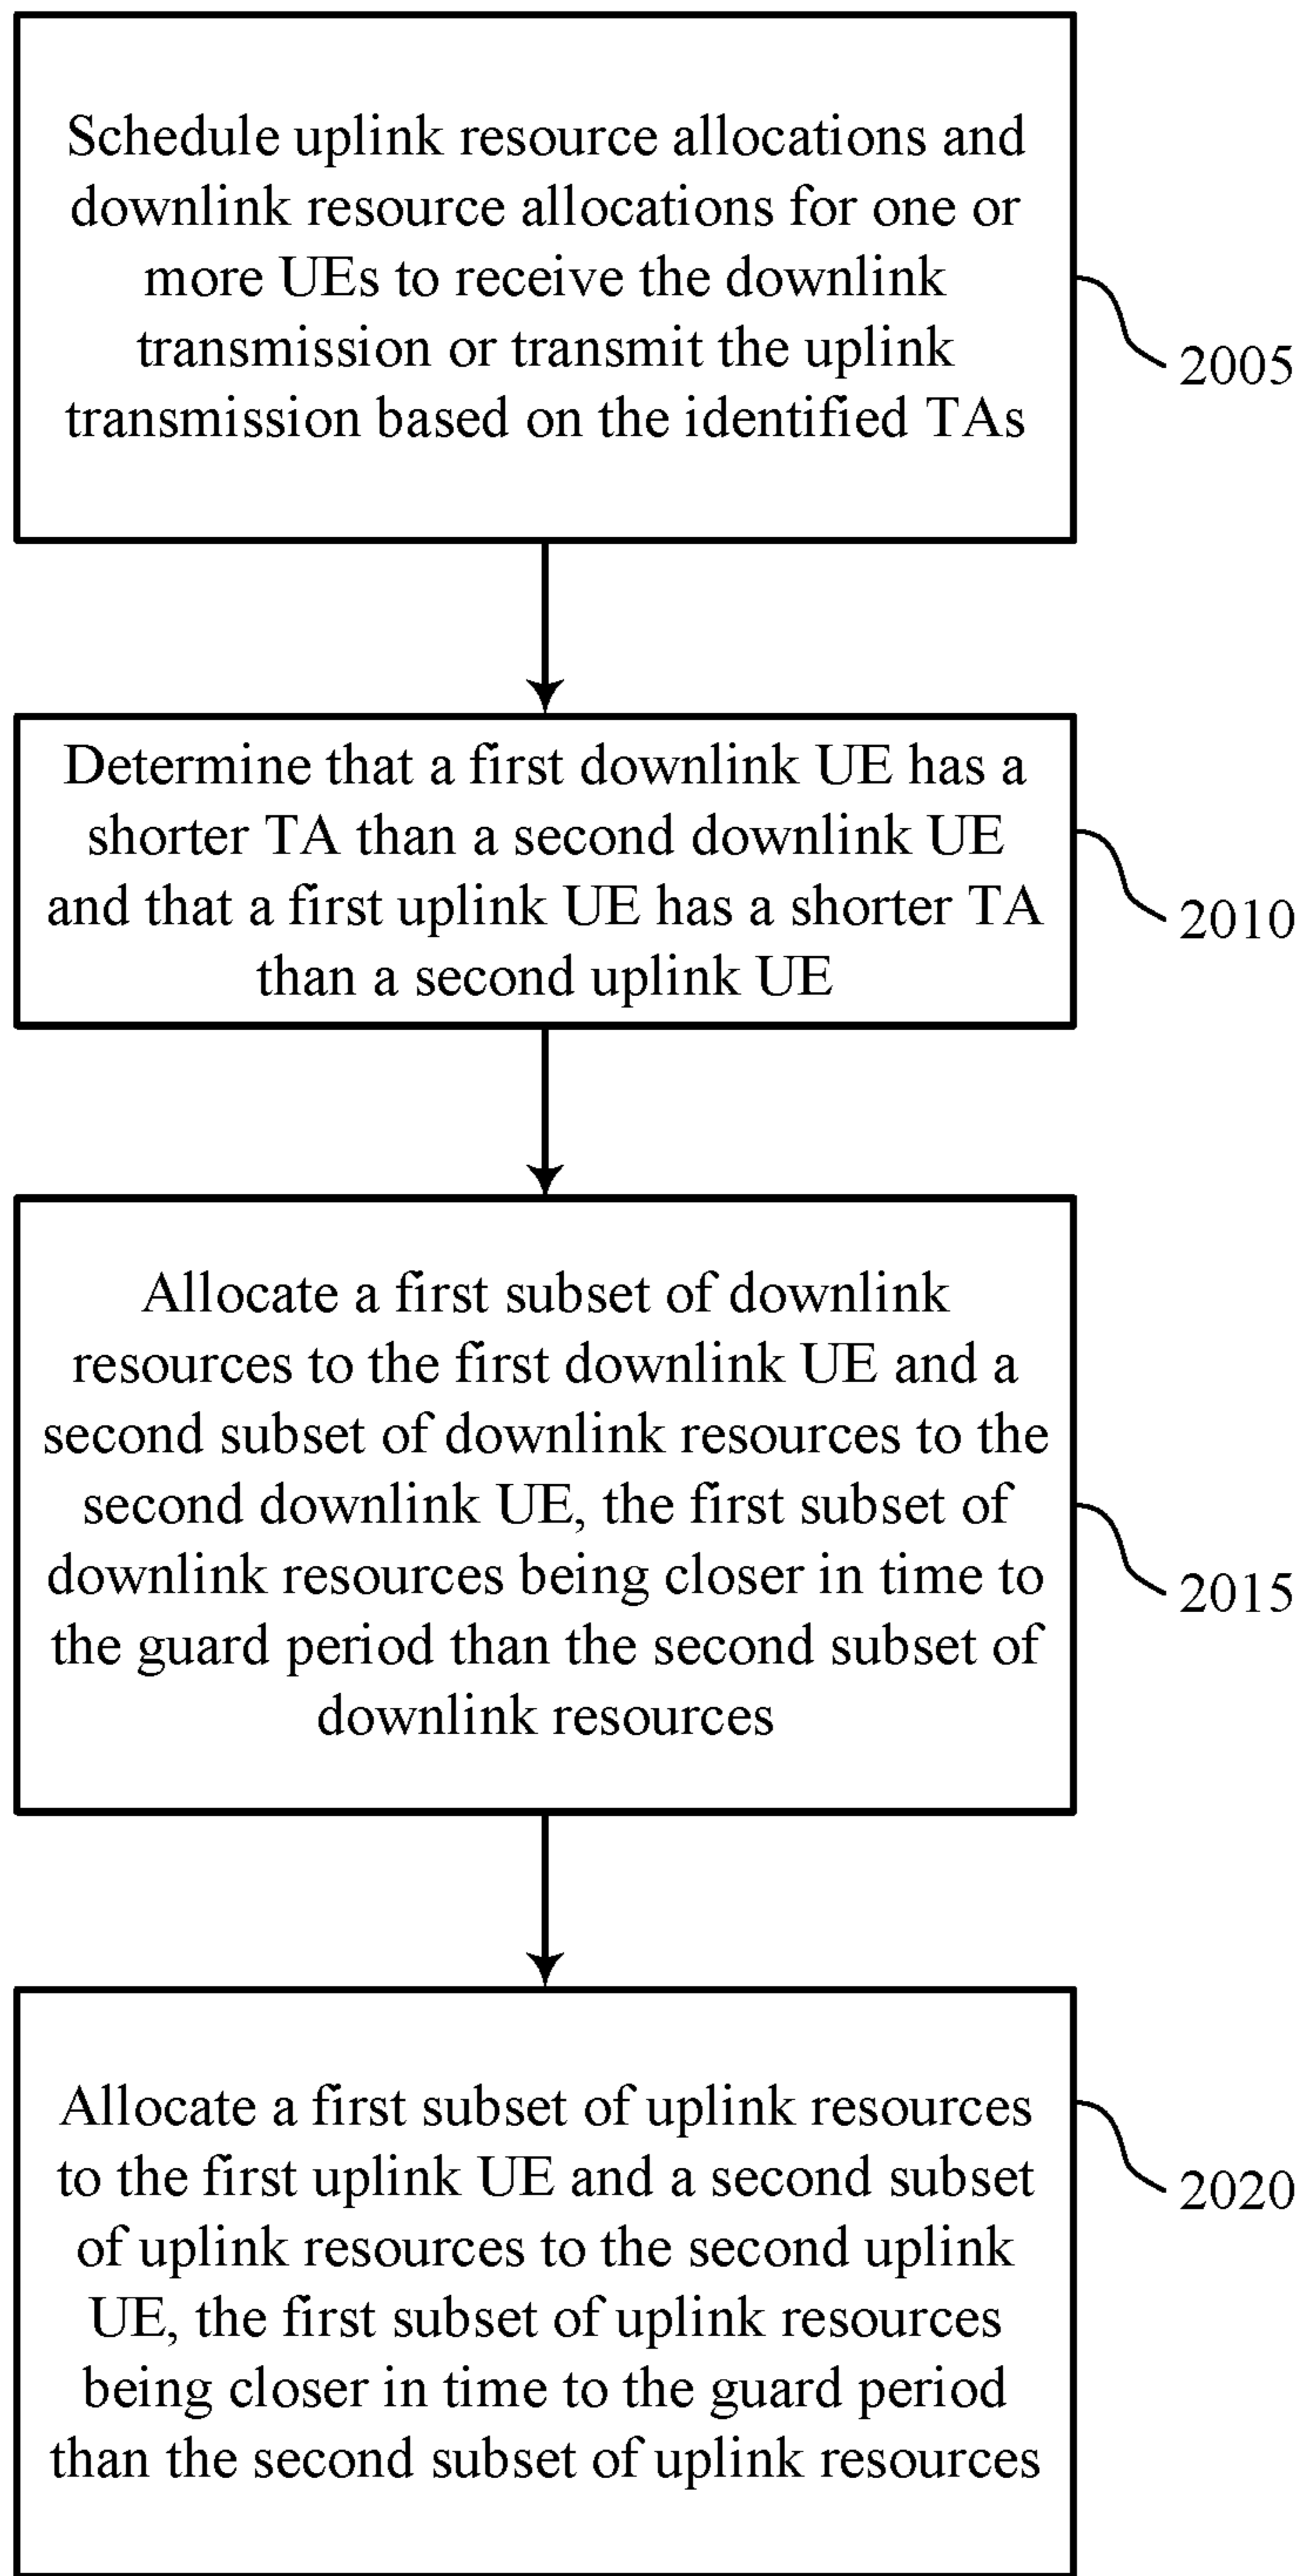 Schedule uplink resource allocations and
downlink resource allocations for one or
more UEs to receive the downlink
transmission or transmit the uplink
transmission based on the identified TAs
2005
Determine that a first downlink UE has a
shorter TA than a second downlink UE
and that a first uplink UE has a shorter TA
than a second uplink UE
2010
Allocate a first subset of downlink
resources to the first downlink UE and a
second subset of downlink resources to the
second downlink UE, the first subset of
downlink resources being closer in time to
the guard period than the second subset of
downlink resources
2015
Allocate a first subset of uplink resources
to the first uplink UE and a second subset
of uplink resources to the second uplink
UE, the first subset of uplink resources
being closer in time to the guard period
than the second subset of uplink resources
2020